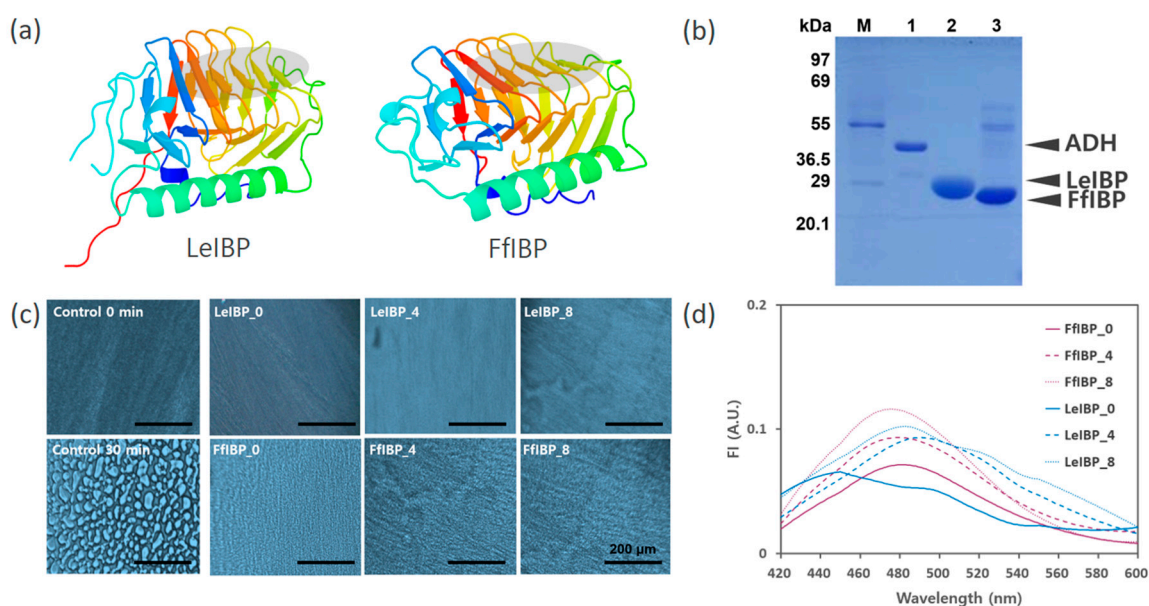 (a)
LeIBP
FfIBP
(b)
kDa M 1 2 3
97
69
55
36.5
29
20.1
ADH
LeIBP
FfIBP
(c)
Control 0 min
LeIBP_0
LeIBP_4
LeIBP_8
Control 30 min
FfIBP_0
FfIBP_4
FfIBP_8
200 μm
(d)
FI (A.U.)
0.2
0.1
0
420 440 460 480 500 520 540 560 580 600
Wavelength (nm)
FfIBP_0
FfIBP_4
FfIBP_8
LeIBP_0
LeIBP_4
LeIBP_8